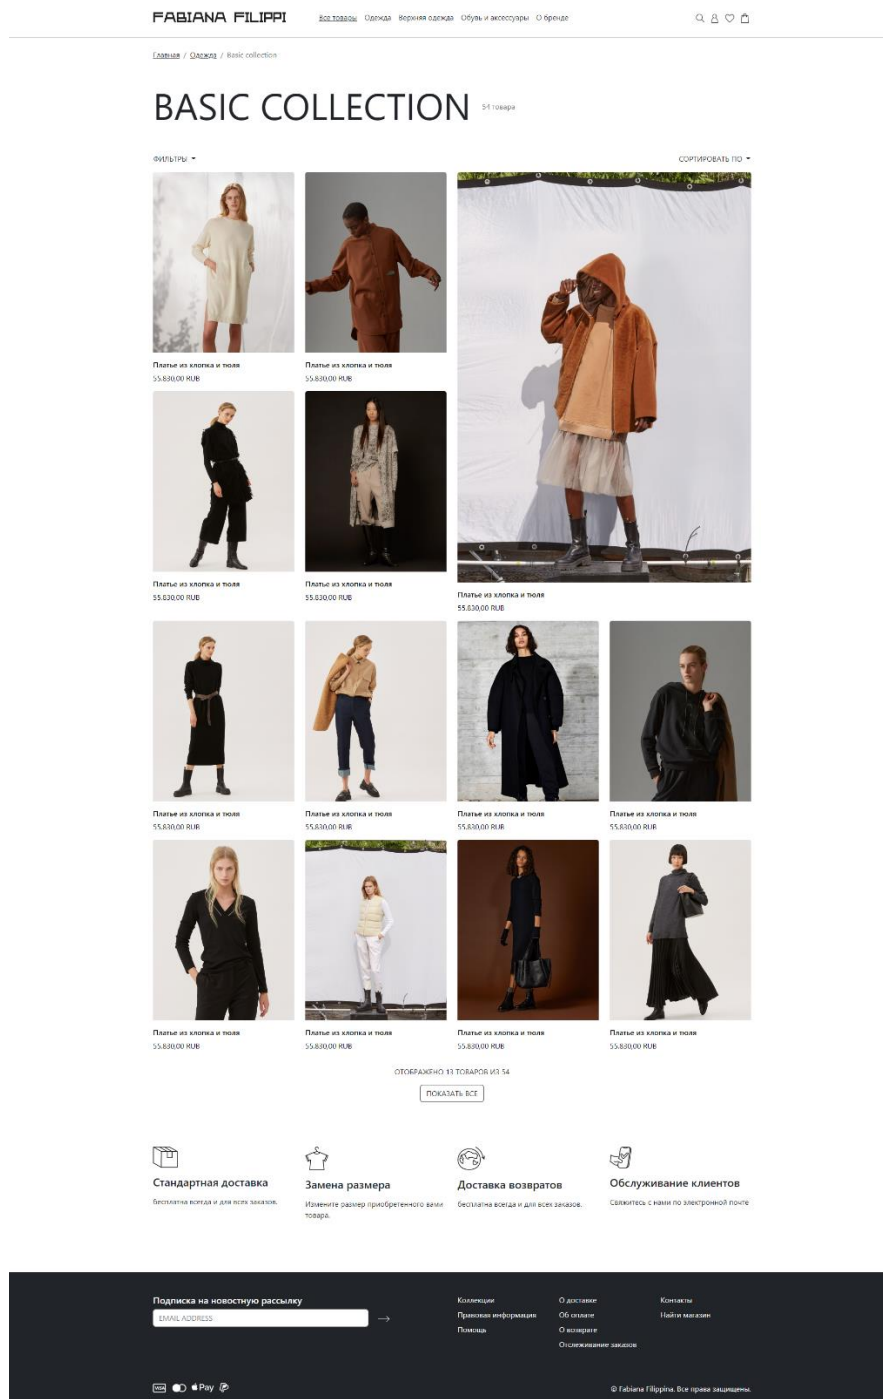 FABIANA FILIPPI
Все товары Одежда Верхняя одежда Обувь и аксессуары О бренде
Главная / Одежда / Basic collection
BASIC COLLECTION 54 товара
ФИЛЬТРЫ СОРТИРОВАТЬ ПО
Платье из хлопка и тюля Платье из хлопка и тюля
55.830,00 RUB 55.830,00 RUB
Платье из хлопка и тюля Платье из хлопка и тюля
55.830,00 RUB 55.830,00 RUB
Платье из хлопка и тюля
55.830,00 RUB
Платье из хлопка и тюля Платье из хлопка и тюля Платье из хлопка и тюля Платье из хлопка и тюля
55.830,00 RUB 55.830,00 RUB 55.830,00 RUB 55.830,00 RUB
Платье из хлопка и тюля Платье из хлопка и тюля Платье из хлопка и тюля Платье из хлопка и тюля
55.830,00 RUB 55.830,00 RUB 55.830,00 RUB 55.830,00 RUB
ОТОБРАЖЕНО 13 ТОВАРОВ ИЗ 54
ПОКАЗАТЬ ВСЕ
Стандартная доставка
Бесплатна всегда и для всех заказов.
Замена размера
Измените размер приобретенного вами
товара.
Доставка возвратов
бесплатна всегда и для всех заказов.
Обслуживание клиентов
Свяжитесь с нами по электронной почте
Подписка на новостную рассылку
EMAIL ADDRESS
Коллекции
Правовая информация
Помощь
О доставке
Об оплате
О возврате
Отслеживание заказов
Контакты
Найти магазин
VISA Pay
© Fabiana Filippina. Все права защищены.